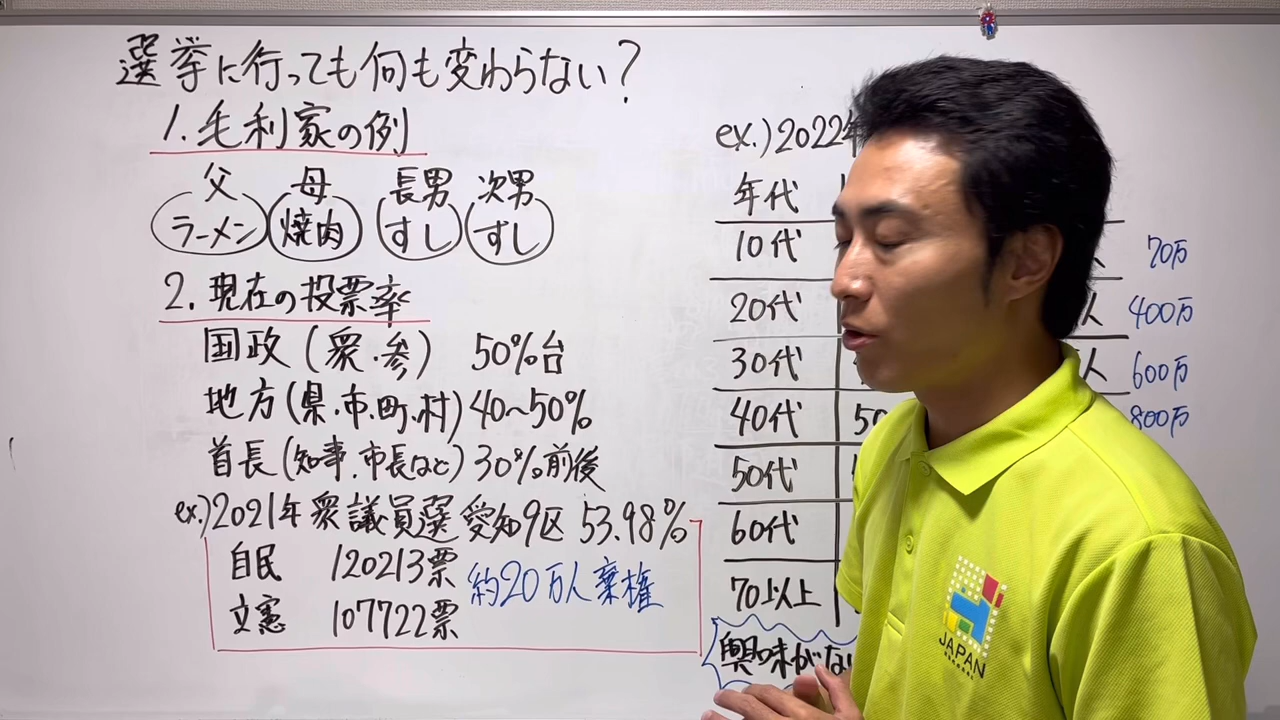 選挙に行っても何も変わらない？
1. 毛利家の例
父 母 長男 次男
ラーメン 焼肉 すし すし
2. 現在の投票率
国政（衆・参） 50%台
地方（県・市・町・村）40〜50%
首長（知事・市長など）30%前後
ex.)2021年衆議員選愛知9区 53.98%
自民 120213票
立憲 107722票
約20万人棄権
ex.)2022年
年代
10代 70万
20代 人 400万
30代 人 600万
40代 50 800万
50代
60代
70以上
興味がない
JAPAN